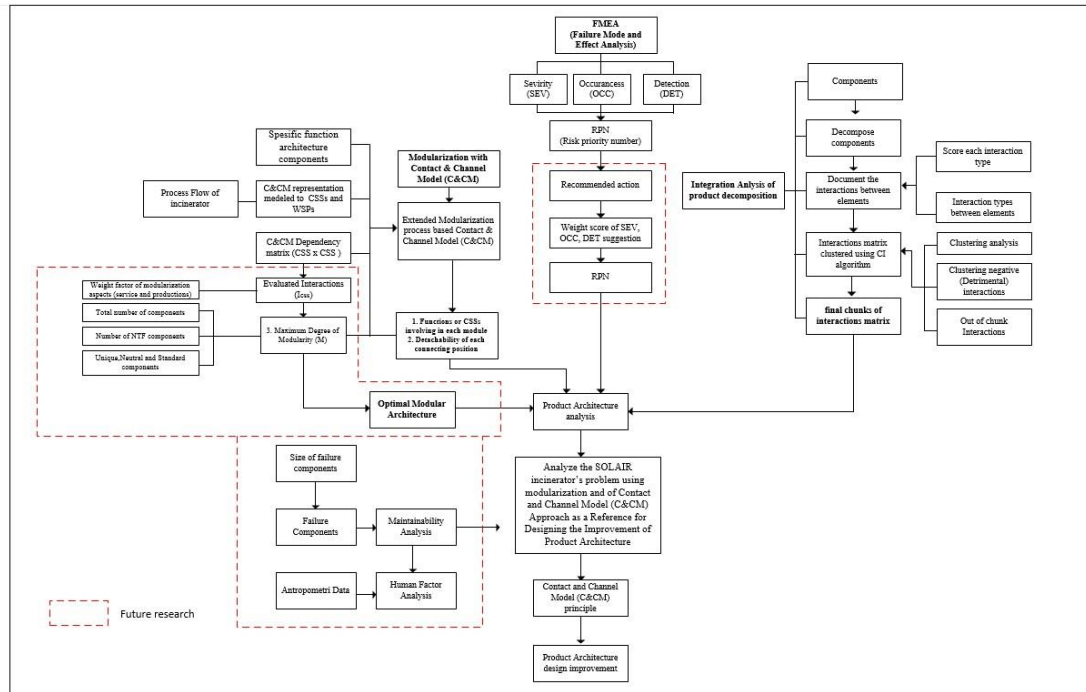 FMEA
(Failure Mode and
Effect Analysis)
Sevirity
(SEV)
Occurancess
(OCC)
Detection
(DET)
RPN
(Risk priority number)
Recommended action
Weight score of SEV,
OCC, DET suggestion
RPN
Spesific function
architecture
components
Process Flow of
incinerator
C&CM representation
medeled to CSSs and
WSPs
C&CM Dependency
matrix (CSS x CSS )
Modularization with
Contact & Channel
Model (C&CM)
Extended Modularization
process based Contact &
Channel Model (C&CM)
Weight factor of modularization
aspects (service and productions)
Evaluated Interactions
(Icss)
Total number of components
Number of NTF components
Unique,Neutral and Standard
components
3. Maximum Degree of
Modularity (M)
1. Functions or CSSs
involving in each module
2. Detachability of each
connecting position
Optimal Modular
Architecture
Product Architecture
analysis
Components
Decompose
components
Integration Anlysis of
product decomposition
Document the
interactions between
elements
Score each interaction
type
Interaction types
between elements
Interactions matrix
clustered using CI
algorithm
Clustering analysis
Clustering negative
(Detrimental)
interactions
Out of chunk
Interactions
final chunks of
interactions matrix
Size of failure
components
Failure
Components
Maintainability
Analysis
Antropometri Data
Human Factor
Analysis
Analyze the SOLAIR
incinerator's problem using
modularization and of Contact
and Channel Model (C&CM)
Approach as a Reference for
Designing the Improvement of
Product Architecture
Contact and Channel
Model (C&CM)
principle
Product Architecture
design improvement
Future research